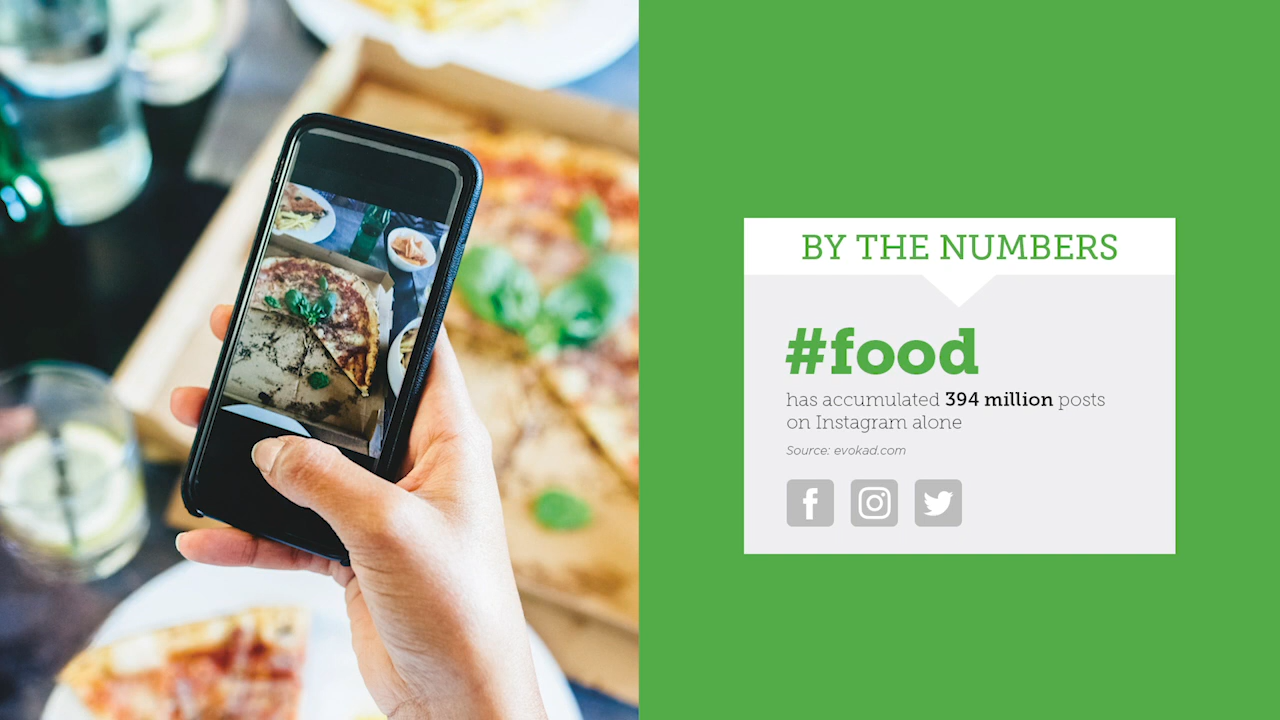 BY THE NUMBERS
#food
has accumulated 394 million posts
on Instagram alone
Source: evokad.com